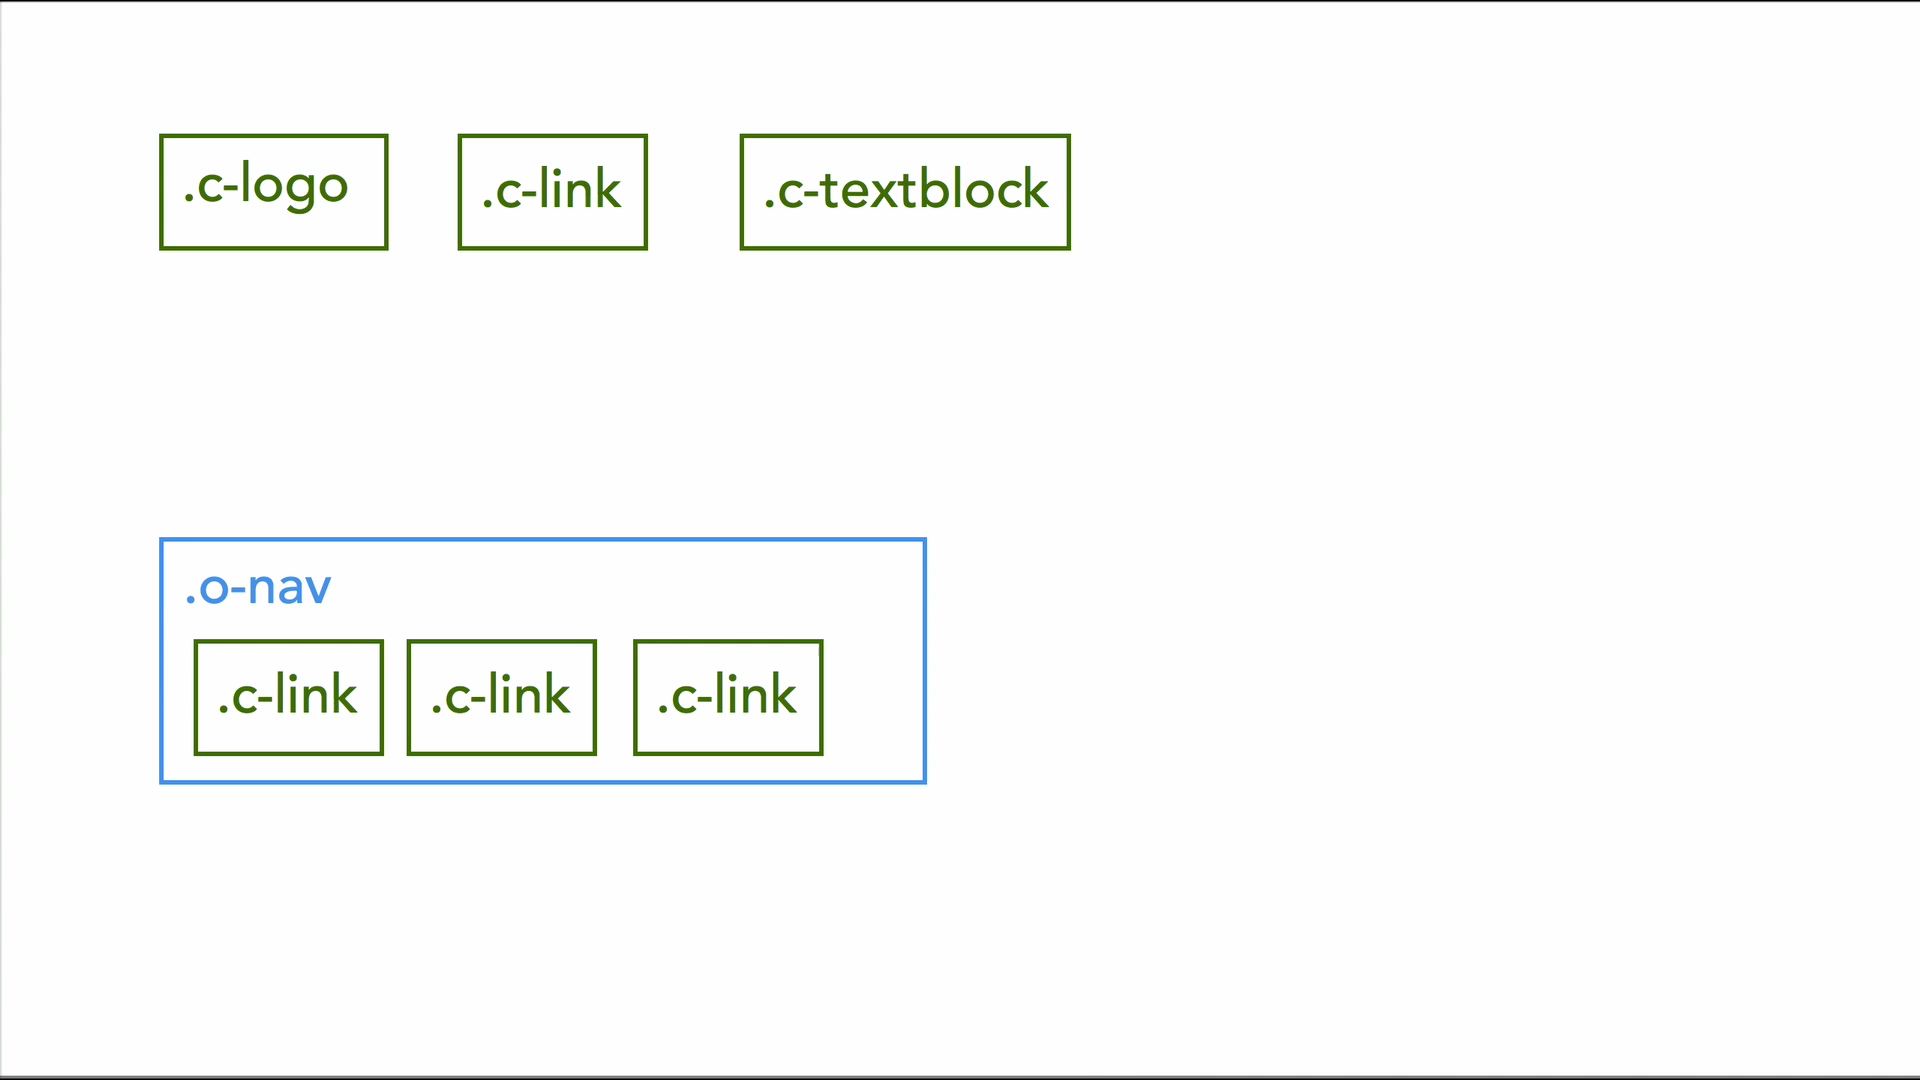 .c-logo
.c-link
.c-textblock
.o-nav
.c-link
.c-link
.c-link